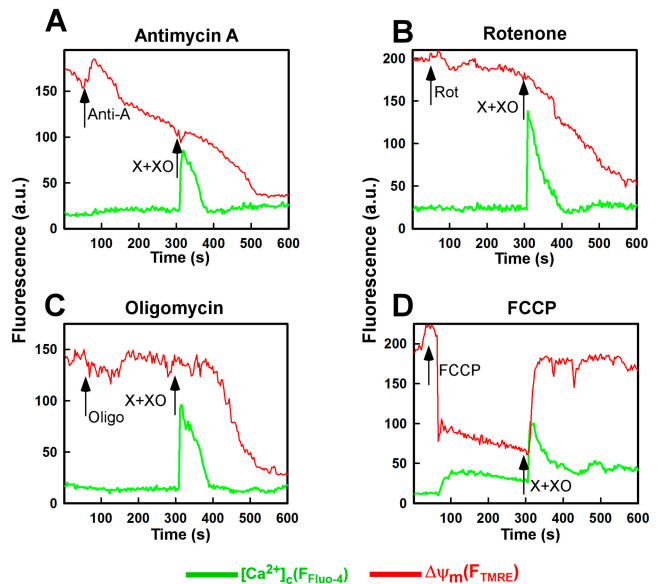 A
Antimycin A
150
100
50
0
Anti-A
X+XO
100 200 300 400 500 600
Time (s)
B
Rotenone
200
150
100
50
0
Rot
X+XO
100 200 300 400 500 600
Time (s)
Fluorescence (a.u.)
Fluorescence (a.u.)
C
Oligomycin
150
100
50
0
Oligo
X+XO
100 200 300 400 500 600
Time (s)
D
FCCP
200
150
100
50
0
FCCP
X+XO
100 200 300 400 500 600
Time (s)
[Ca2+]c(FFluo-4)
Δψm(FTMRE)